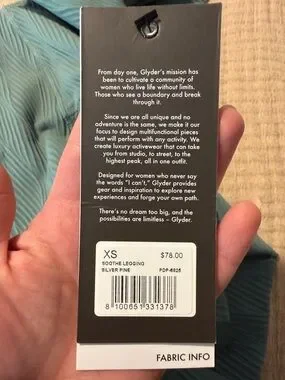 From day one, Glyder's mission has
been to cultivate a community of
women who live life without limits.
Those who see a boundary and break
through it.
Since we are all unique and no
adventure is the same, we make it our
focus to design multifunctional pieces
that will perform with any activity. We
create luxury activewear that can take
you from studio, to street, to the
highest peak, all in one outfit.
Designed for women who never say
the words "I can't," Glyder provides
gear and inspiration to explore new
experiences and forge your own path.
There's no dream too big, and the
possibilities are limitless – Glyder.
XS $78.00
SOOTHE LEGGING
SILVER PINE FDP-6825
8 100651 331378
FABRIC INFO